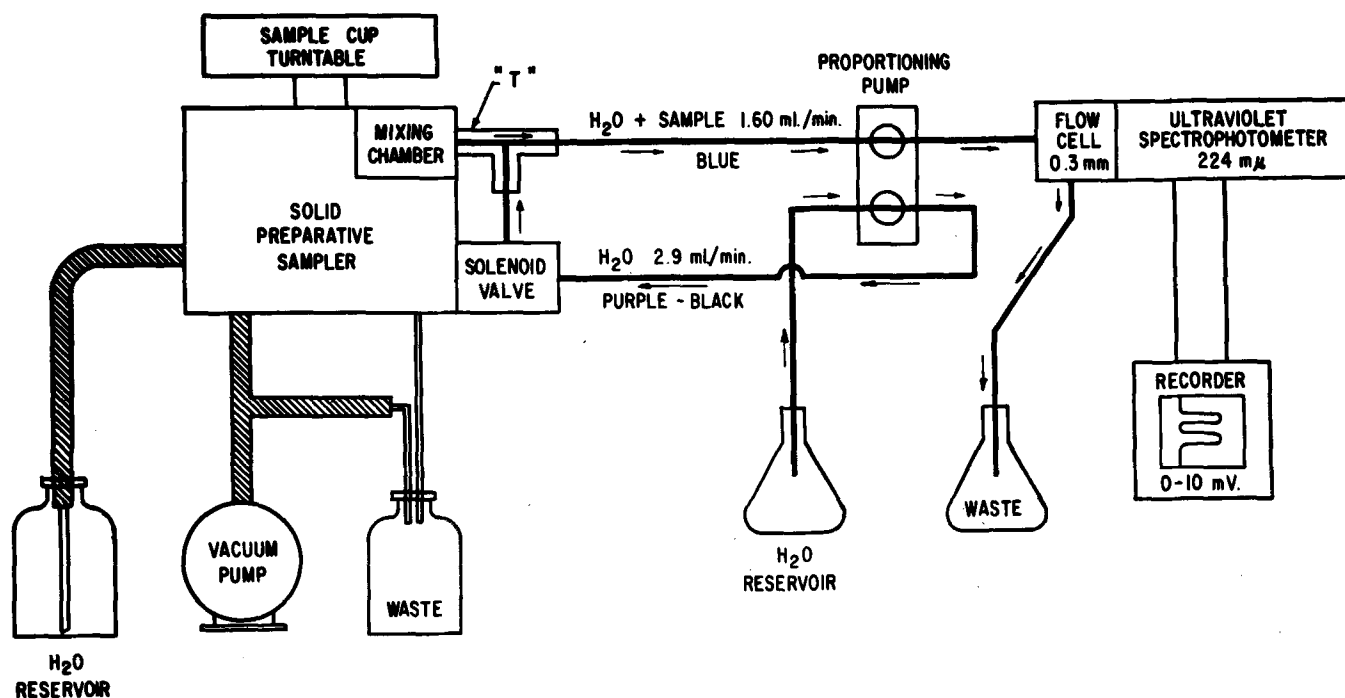 SAMPLE CUP
TURNTABLE
"T"
PROPORTIONING
PUMP
MIXING
CHAMBER
H₂O + SAMPLE 1.60 ml./min.
BLUE
FLOW
CELL
0.3 mm
ULTRAVIOLET
SPECTROPHOTOMETER
224 mμ
SOLID
PREPARATIVE
SAMPLER
SOLENOID
VALVE
H₂O 2.9 ml/min.
PURPLE - BLACK
RECORDER
0-10 mV.
VACUUM
PUMP
WASTE
H₂O
RESERVOIR
WASTE
H₂O
RESERVOIR